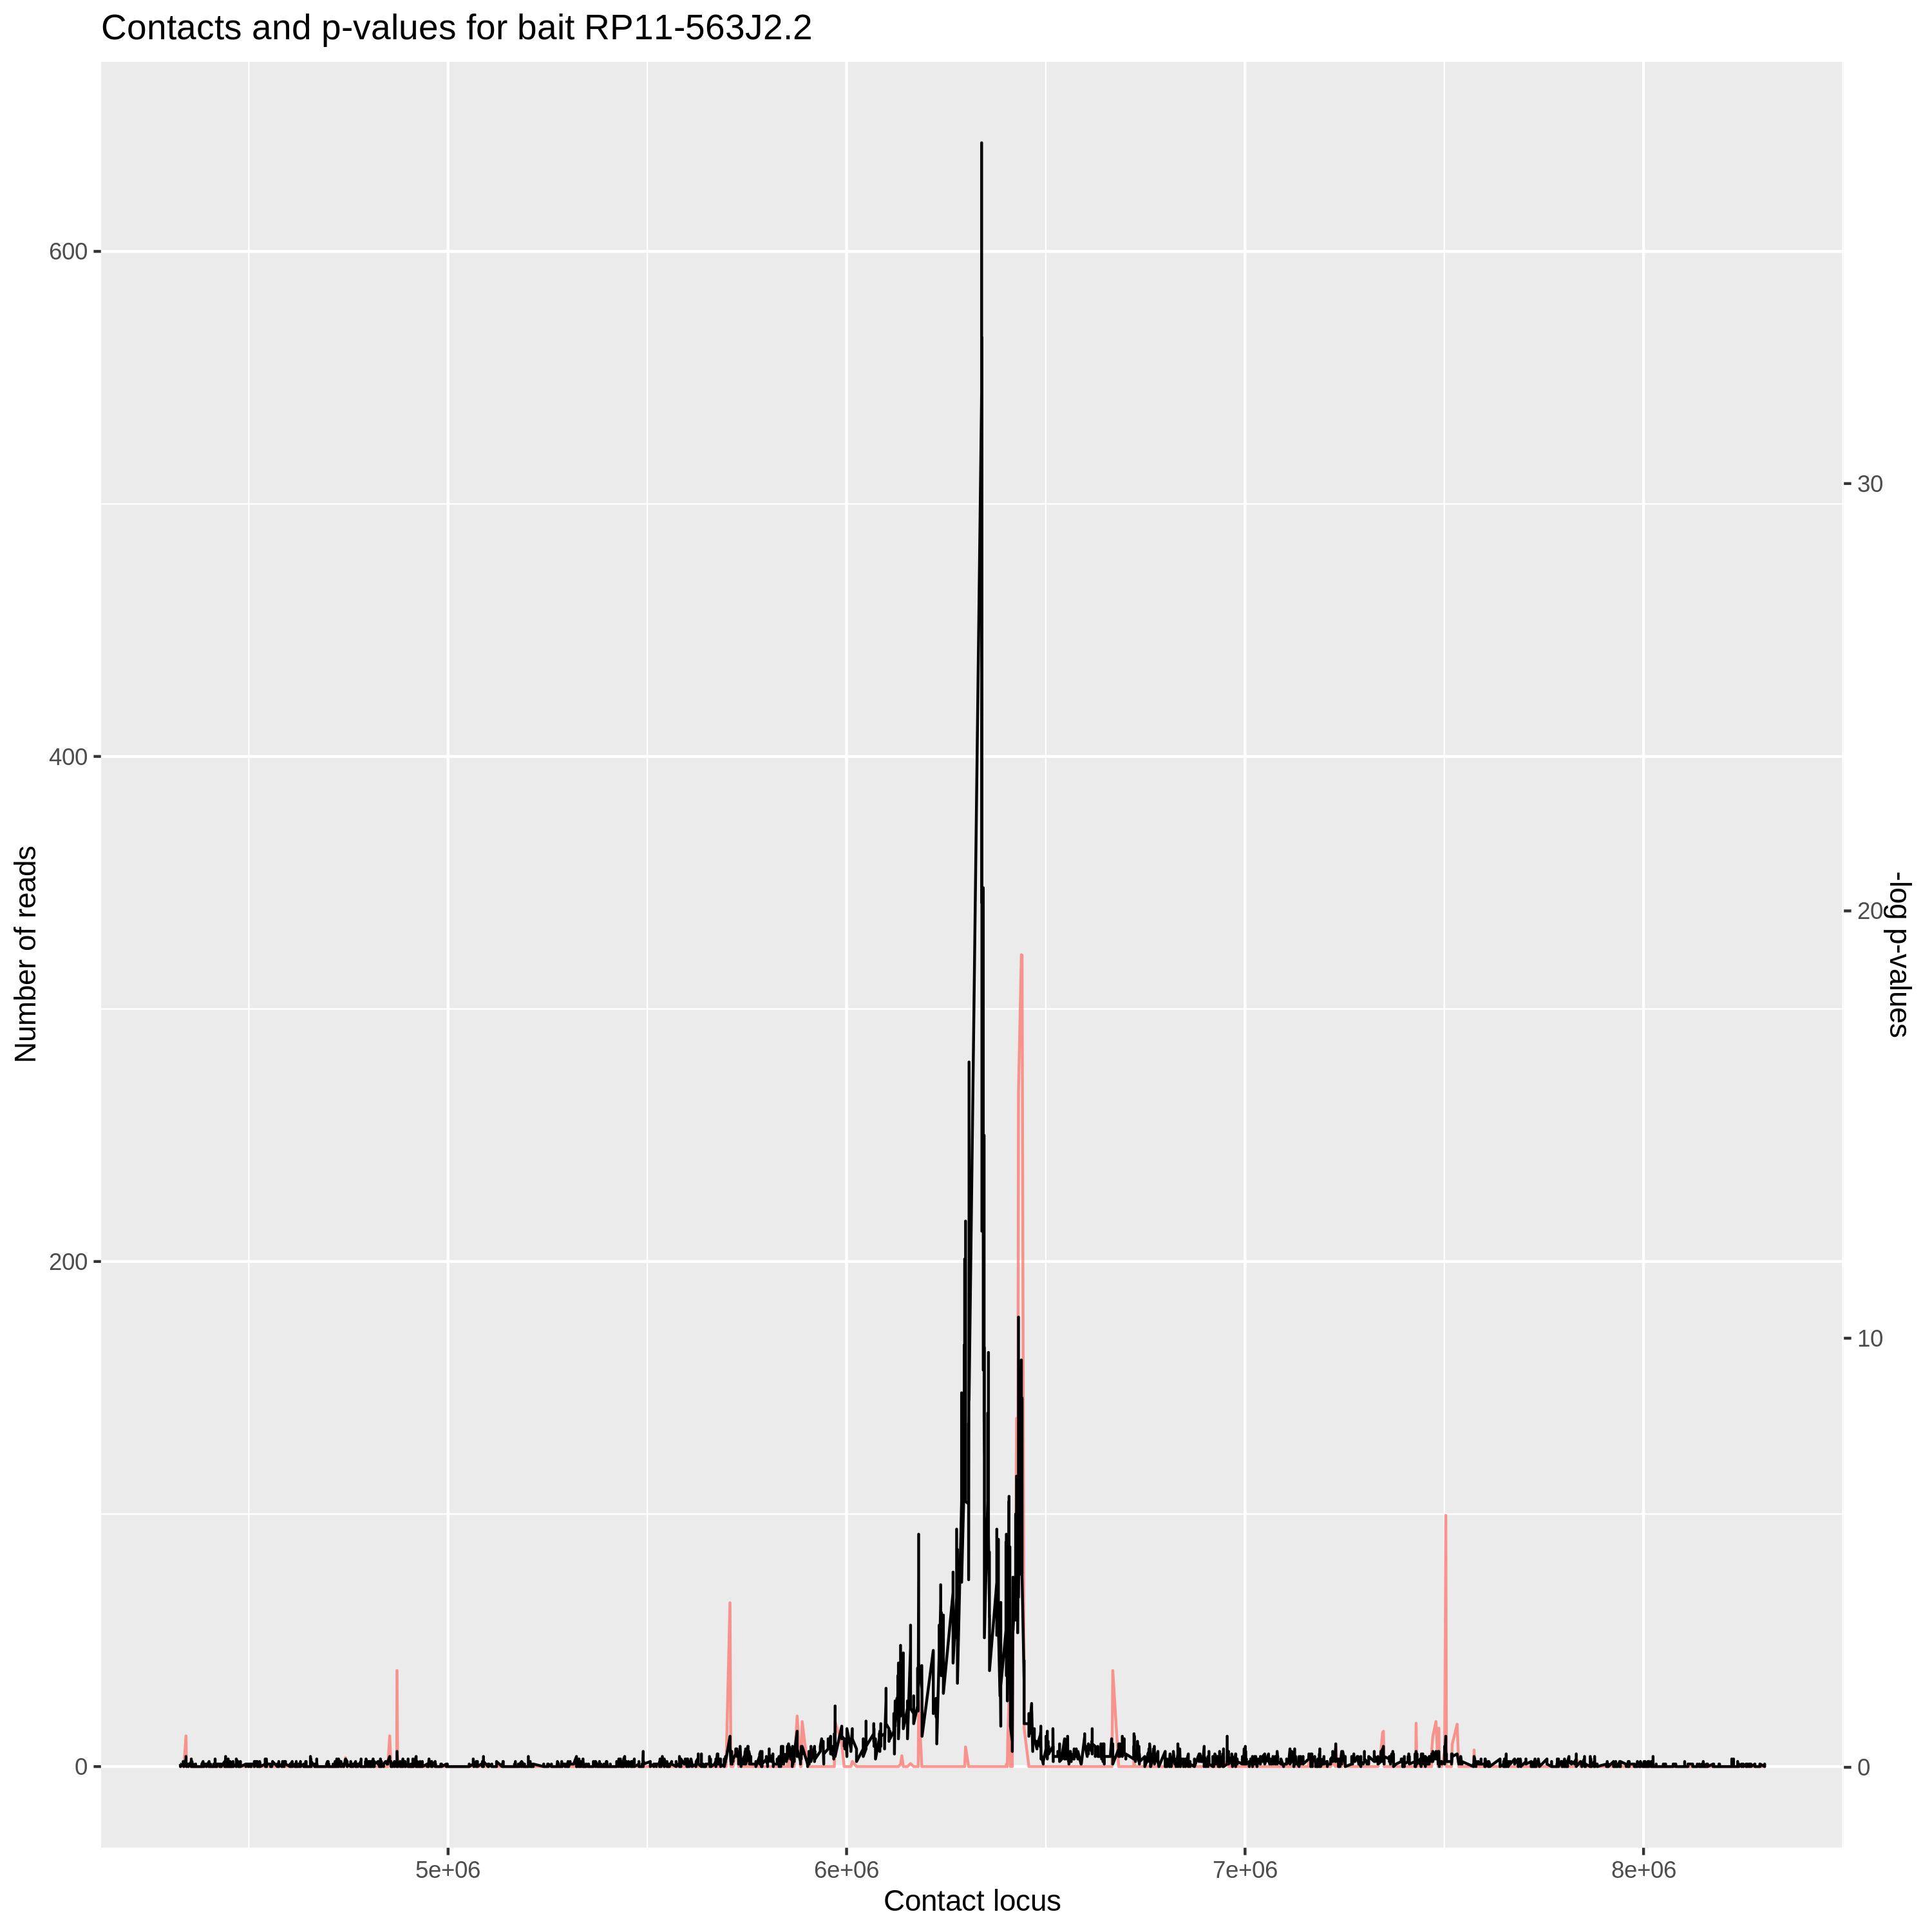 Contacts and p-values for bait RP11-563J2.2
600
400
200
0
Number of reads
30
20
10
0
-log p-values
5e+06 6e+06 7e+06 8e+06
Contact locus